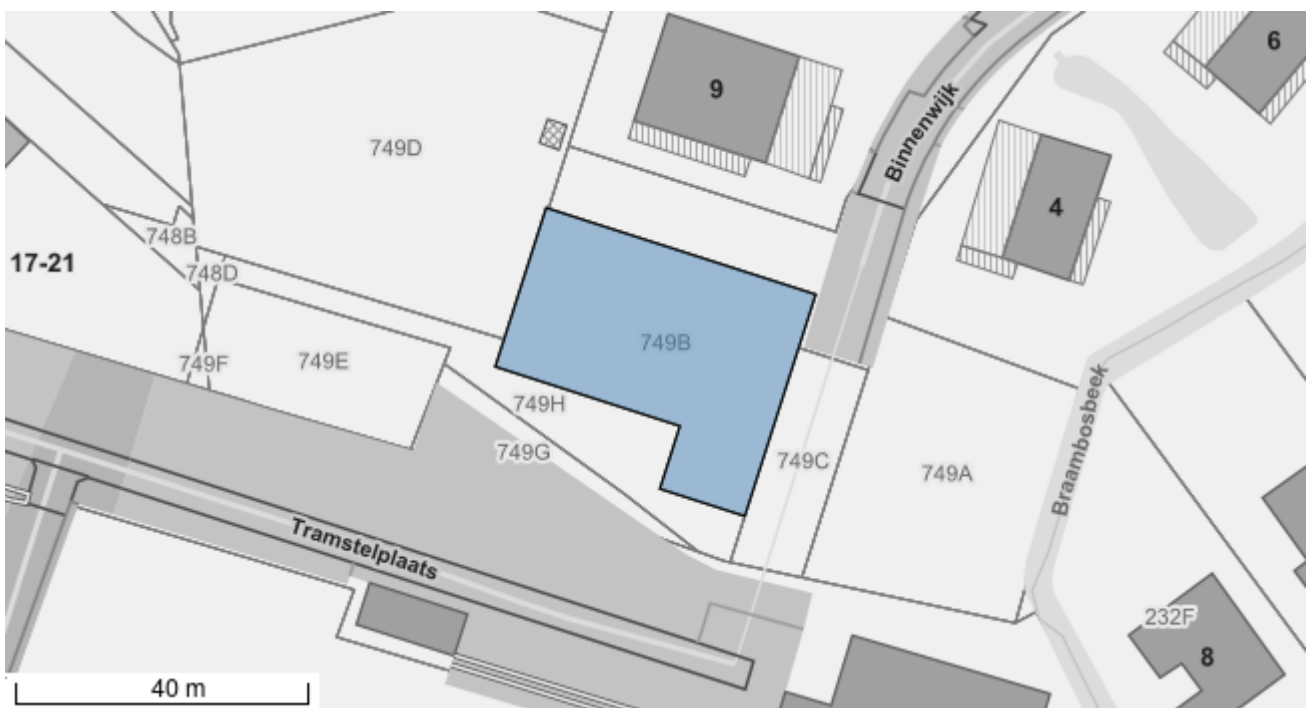 6
9
Binnenwijk
749D
4
748B
17-21
748D
749B
749F
749E
749H
749G
749C
749A
Braambosbeek
Tramstelplaats
232F
8
40 m